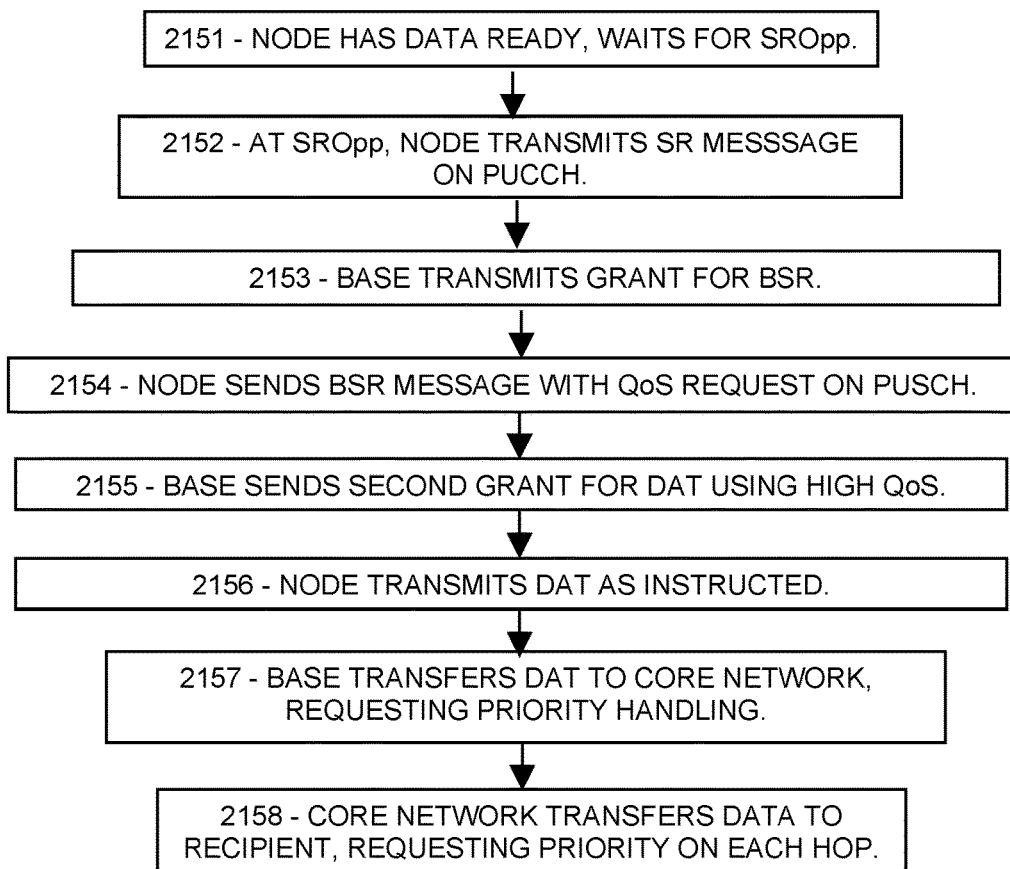 2151 - NODE HAS DATA READY, WAITS FOR SROpp.
2152 - AT SROpp, NODE TRANSMITS SR MESSSAGE
ON PUCCH.
2153 - BASE TRANSMITS GRANT FOR BSR.
2154 - NODE SENDS BSR MESSAGE WITH QoS REQUEST ON PUSCH.
2155 - BASE SENDS SECOND GRANT FOR DAT USING HIGH QoS.
2156 - NODE TRANSMITS DAT AS INSTRUCTED.
2157 - BASE TRANSFERS DAT TO CORE NETWORK,
REQUESTING PRIORITY HANDLING.
2158 - CORE NETWORK TRANSFERS DATA TO
RECIPIENT, REQUESTING PRIORITY ON EACH HOP.